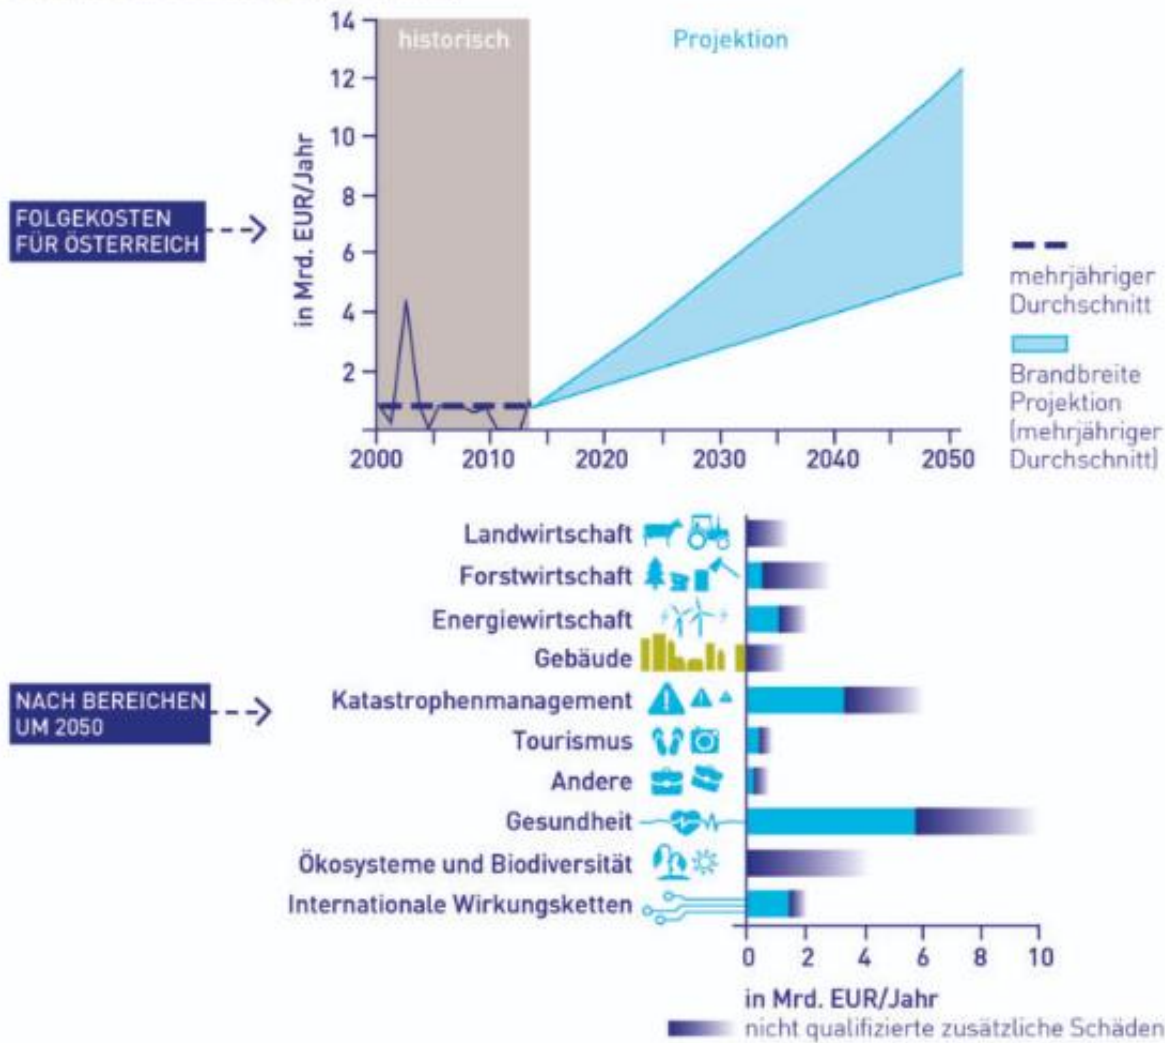 14
historisch
Projektion
12
10
8
6
4
2
in Mrd. EUR/Jahr
2000
2010
2020
2030
2040
2050
FOLGEKOSTEN
FÜR ÖSTERREICH
mehrjähriger
Durchschnitt
Brandbreite
Projektion
(mehrjähriger
Durchschnitt)
NACH BEREICHEN
UM 2050
Landwirtschaft
Forstwirtschaft
Energiewirtschaft
Gebäude
Katastrophenmanagement
Tourismus
Andere
Gesundheit
Ökosysteme und Biodiversität
Internationale Wirkungsketten
0 2 4 6 8 10
in Mrd. EUR/Jahr
nicht qualifizierte zusätzliche Schäden